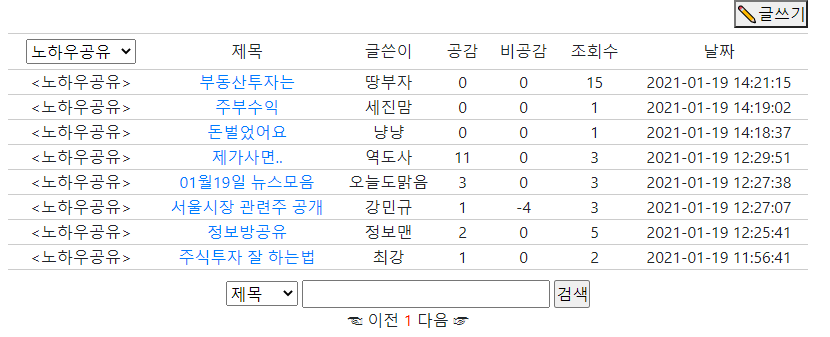 글쓰기
노하우공유 제목 글쓴이 공감 비공감 조회수 날짜
<노하우공유> 부동산투자는 땅부자 0 0 15 2021-01-19 14:21:15
<노하우공유> 주부수익 세진맘 0 0 1 2021-01-19 14:19:02
<노하우공유> 돈벌었어요 냥냥 0 0 1 2021-01-19 14:18:37
<노하우공유> 제가사면.. 역도사 11 0 3 2021-01-19 12:29:51
<노하우공유> 01월19일 뉴스모음 오늘도맑음 3 0 3 2021-01-19 12:27:38
<노하우공유> 서울시장 관련주 공개 강민규 1 -4 3 2021-01-19 12:27:07
<노하우공유> 정보방공유 정보맨 2 0 5 2021-01-19 12:25:41
<노하우공유> 주식투자 잘 하는법 최강 1 0 2 2021-01-19 11:56:41
제목 검색
☜ 이전 1 다음 ☞